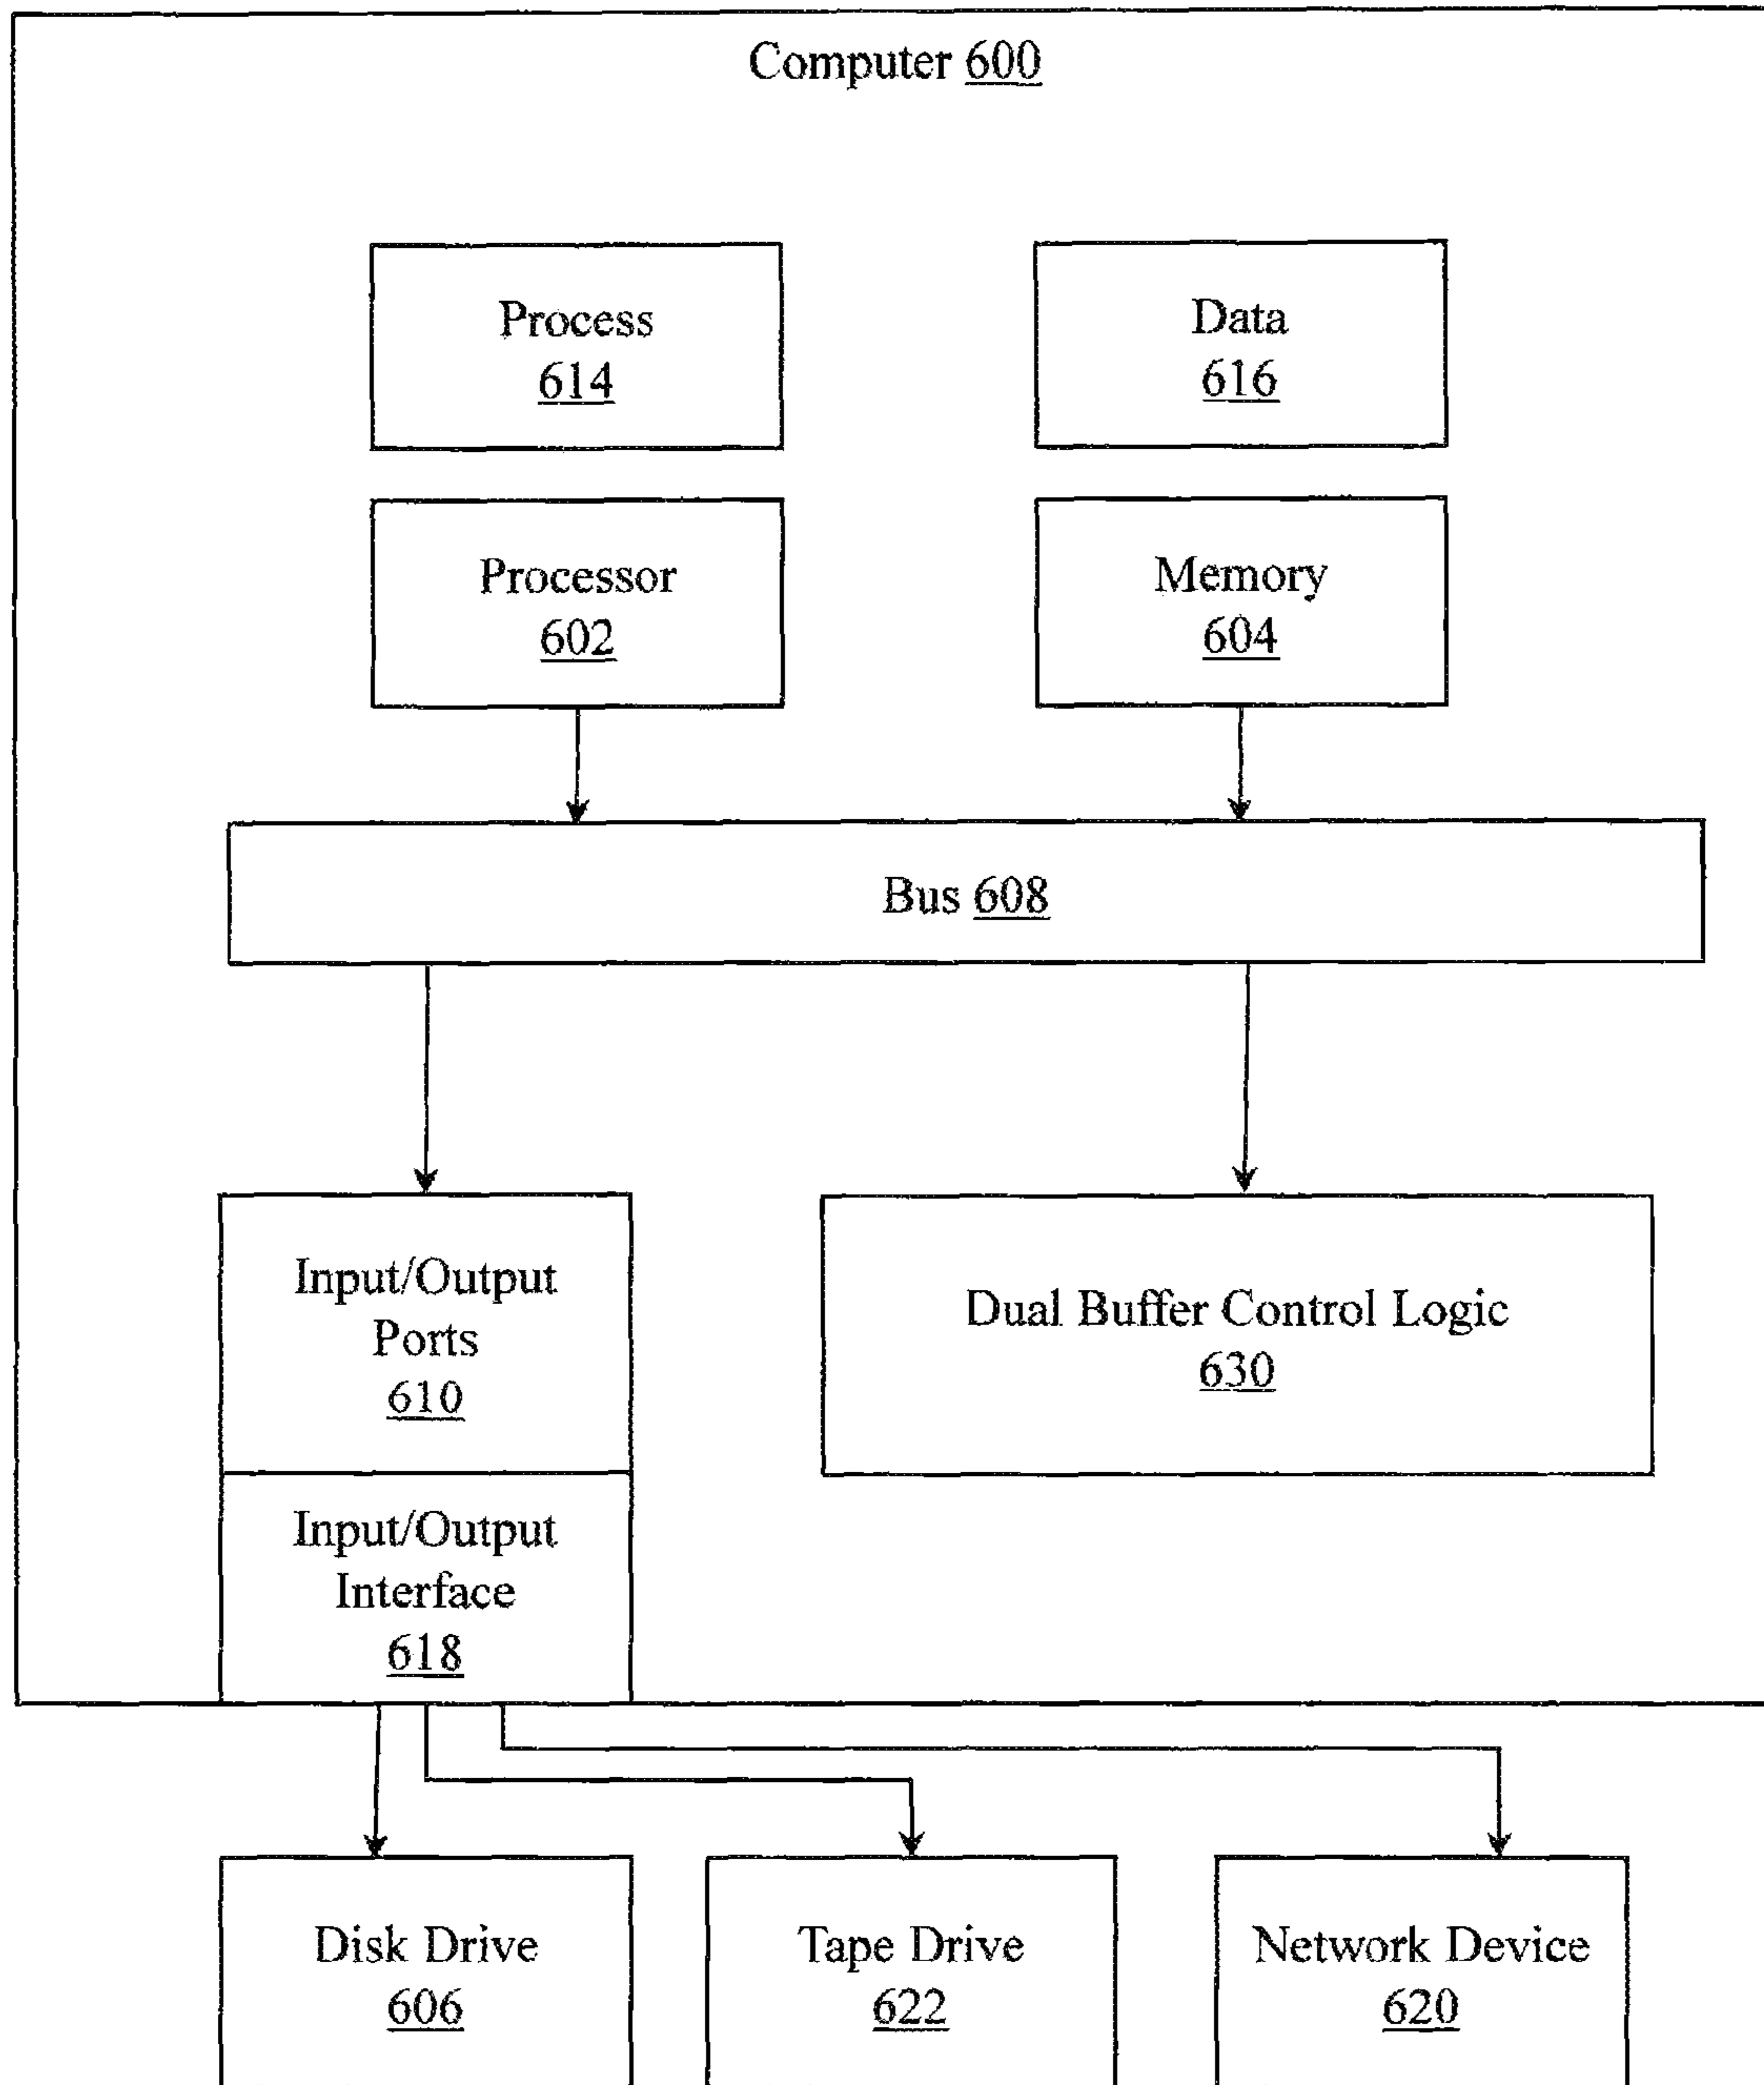 Computer 600
Process
614
Data
616
Processor
602
Memory
604
Bus 608
Input/Output
Ports
610
Dual Buffer Control Logic
630
Input/Output
Interface
618
Disk Drive
606
Tape Drive
622
Network Device
620